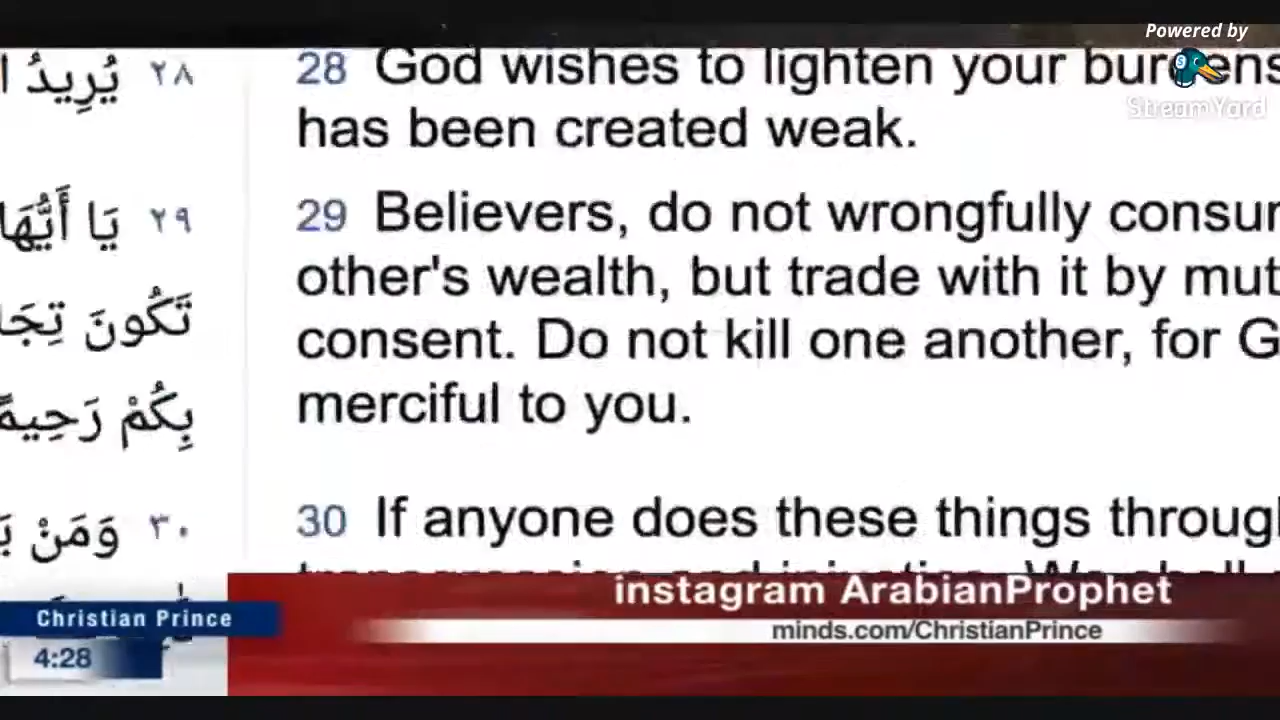 Powered by
StreamYard
٢٨ يُرِيدُ
28 God wishes to lighten your burdens
has been created weak.
٢٩ يَا أَيُّهَا
29 Believers, do not wrongfully consu
other's wealth, but trade with it by mut
تَكُونَ تِجَا
consent. Do not kill one another, for G
merciful to you.
بِكُمْ رَحِيمً
٣٠ وَمَنْ يَ
30 If anyone does these things throug
instagram ArabianProphet
minds.com/ChristianPrince
Christian Prince
4:28